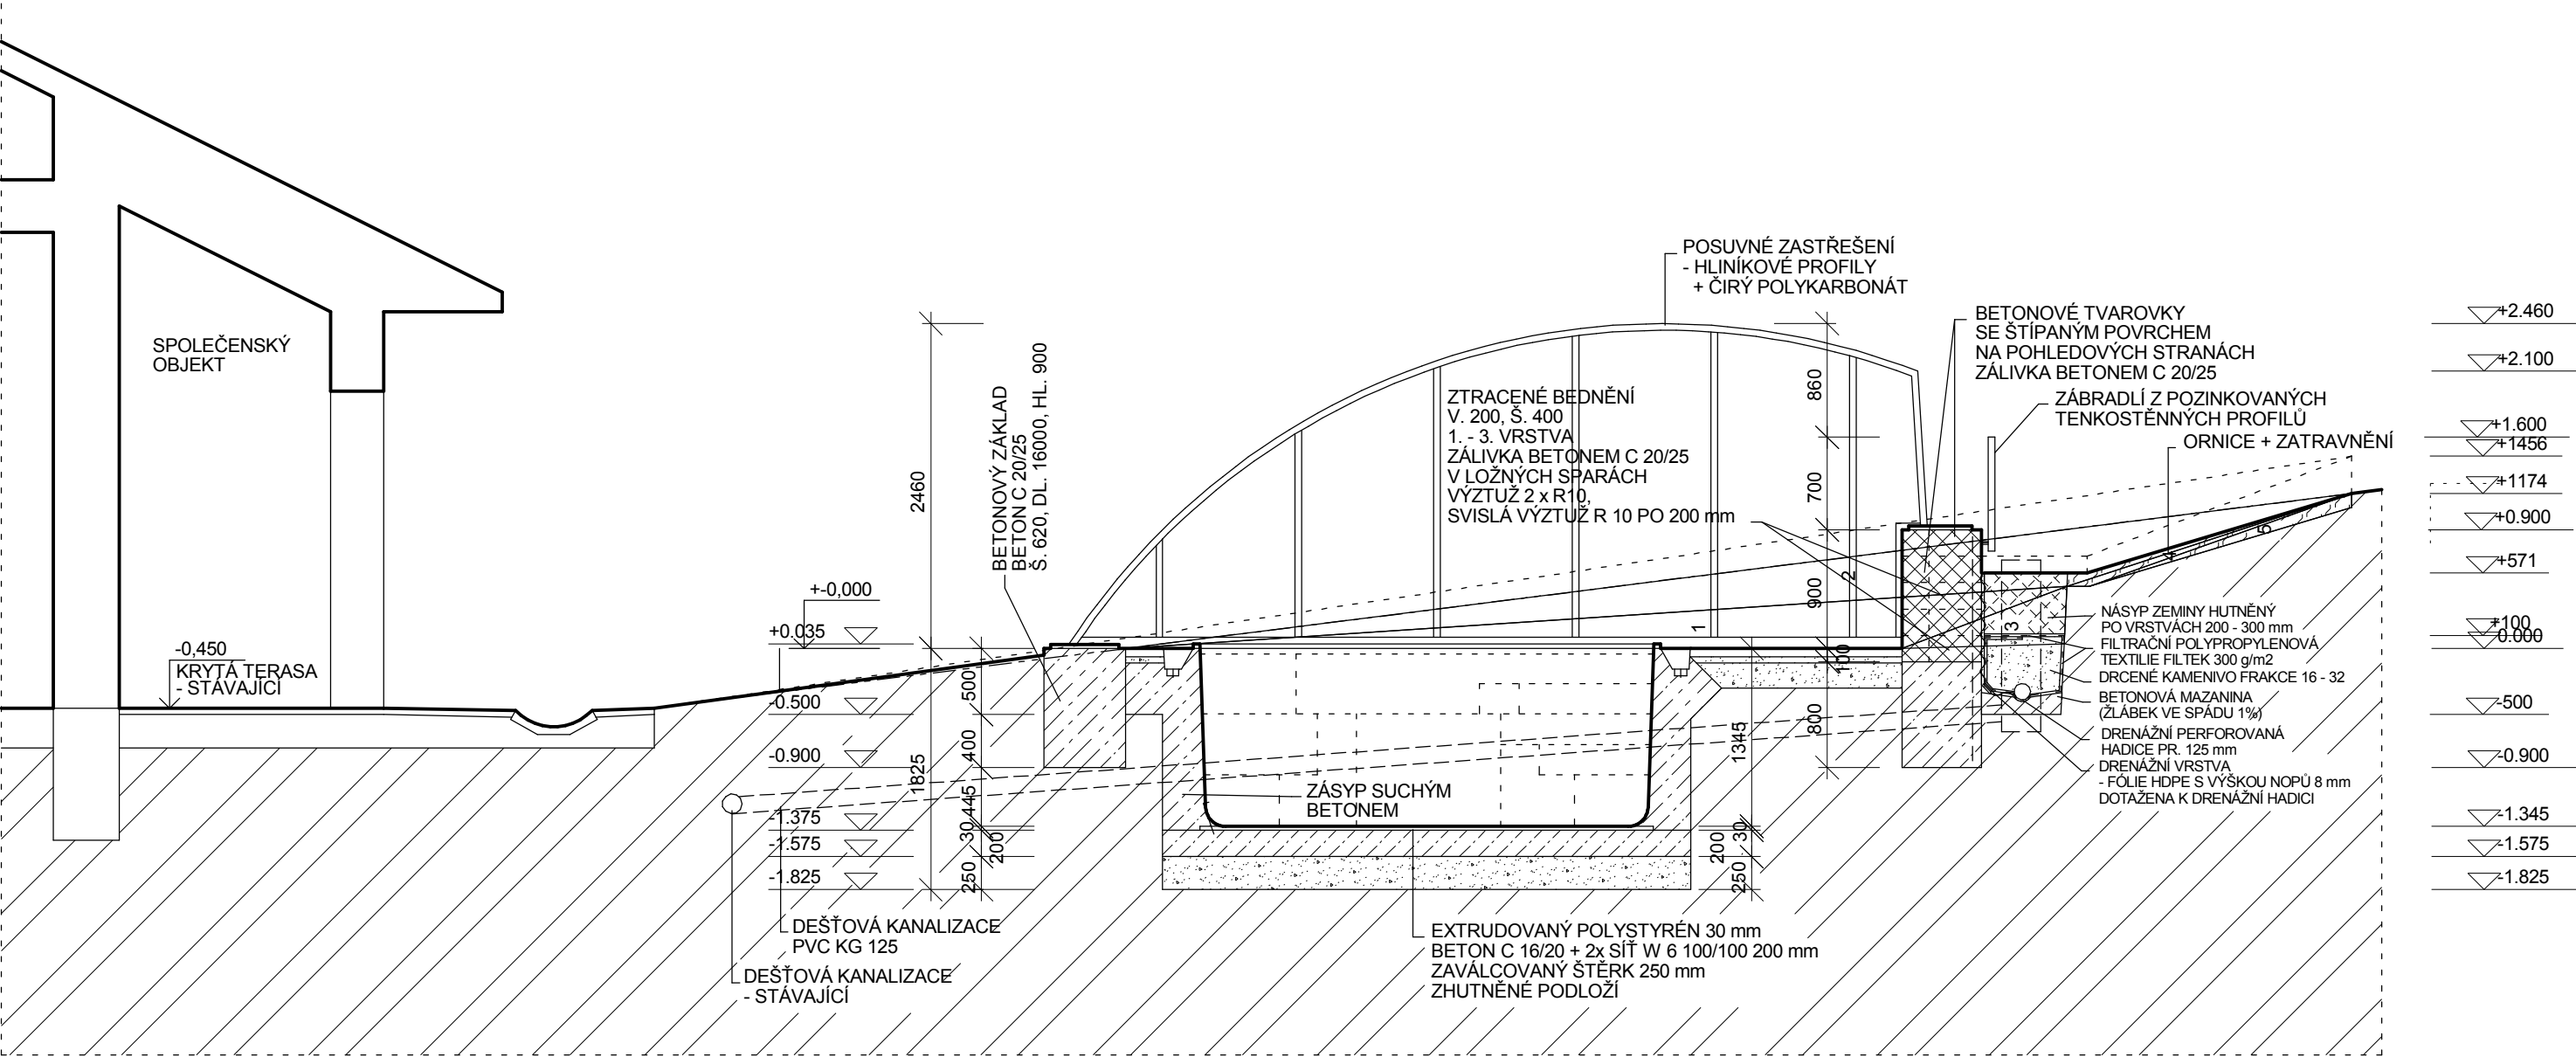 SPOLEČENSKÝ
OBJEKT
-0,450
KRYTÁ TERASA
- STÁVAJÍCÍ
+-0,000
+0.035
-0.500
-0.900
-1.375
-1.575
-1.825
2460
1825
500
400
445
30
200
250
BETONOVÝ ZÁKLAD
BETON C 20/25
Š. 620, DL. 16000, HL. 900
DEŠŤOVÁ KANALIZACE
PVC KG 125
DEŠŤOVÁ KANALIZACE
- STÁVAJÍCÍ
ZÁSYP SUCHÝM
BETONEM
POSUVNÉ ZASTŘEŠENÍ
- HLINÍKOVÉ PROFILY
+ ČIRÝ POLYKARBONÁT
ZTRACENÉ BEDNĚNÍ
V. 200, Š. 400
1. - 3. VRSTVA
ZÁLIVKA BETONEM C 20/25
V LOŽNÝCH SPARÁCH
VÝZTUŽ 2 x R10,
SVISLÁ VÝZTUŽ R 10 PO 200 mm
EXTRUDOVANÝ POLYSTYRÉN 30 mm
BETON C 16/20 + 2x SÍŤ W 6 100/100 200 mm
ZAVÁLCOVANÝ ŠTĚRK 250 mm
ZHUTNĚNÉ PODLOŽÍ
1345
30
200
250
860
700
900
100
800
1
2
3
4
5
BETONOVÉ TVAROVKY
SE ŠTÍPANÝM POVRCHEM
NA POHLEDOVÝCH STRANÁCH
ZÁLIVKA BETONEM C 20/25
ZÁBRADLÍ Z POZINKOVANÝCH
TENKOSTĚNNÝCH PROFILŮ
ORNICE + ZATRAVNĚNÍ
NÁSYP ZEMINY HUTNĚNÝ
PO VRSTVÁCH 200 - 300 mm
FILTRAČNÍ POLYPROPYLENOVÁ
TEXTILIE FILTEK 300 g/m2
DRCENÉ KAMENIVO FRAKCE 16 - 32
BETONOVÁ MAZANINA
(ŽLÁBEK VE SPÁDU 1%)
DRENÁŽNÍ PERFOROVANÁ
HADICE PR. 125 mm
DRENÁŽNÍ VRSTVA
- FÓLIE HDPE S VÝŠKOU NOPŮ 8 mm
DOTAŽENA K DRENÁŽNÍ HADICI
+2.460
+2.100
+1.600
+1456
+1174
+0.900
+571
+100
0.000
-500
-0.900
-1.345
-1.575
-1.825